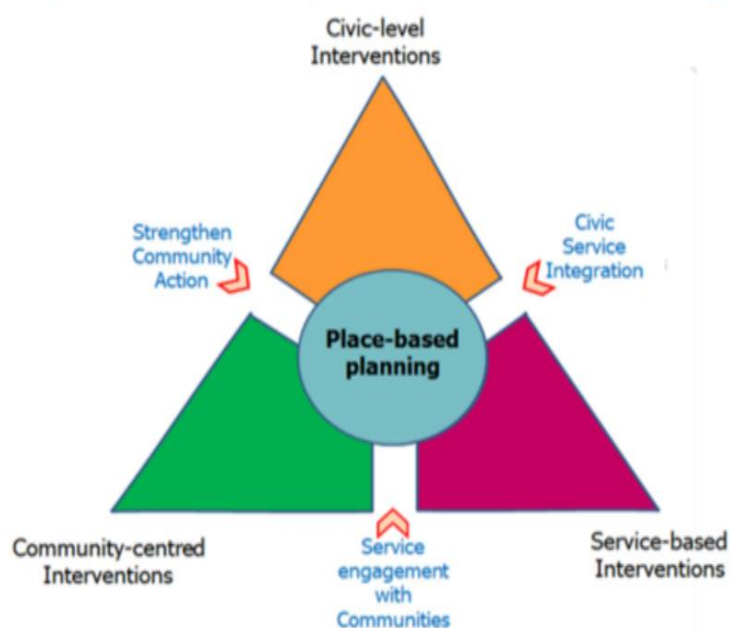 Civic-level
Interventions
Strengthen
Community
Action
Civic
Service
Integration
Place-based
planning
Community-centred
Interventions
Service
engagement
with
Communities
Service-based
Interventions